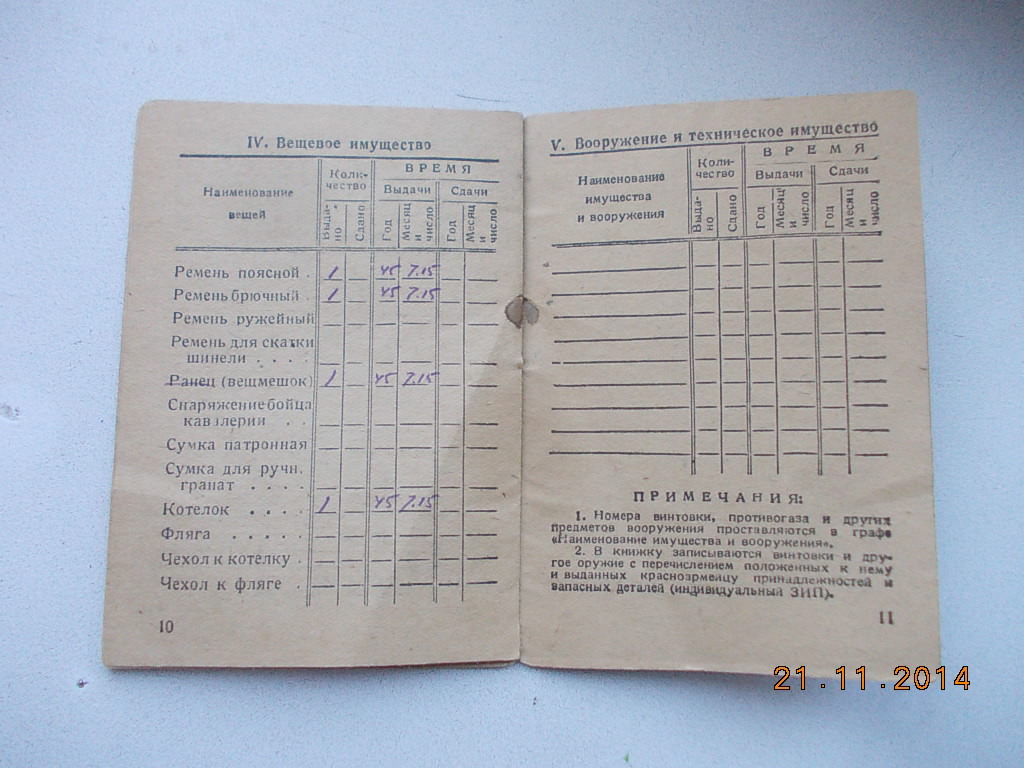 IV. Вещевое имущество
Наименование
вещей
Количество
ВРЕМЯ
Выдачи
Сдачи
Выдано
Сдано
Год
Месяц и число
Год
Месяц и число
Ремень поясной . 1 45 7.15
Ремень брючный . 1 45 7.15
Ремень ружейный
Ремень для скатки
шинели . . . .
Ранец (вещмешок) 1 45 7.15
Снаряжение бойца
кавалерии . .
Сумка патронная
Сумка для ручн.
гранат . . . .
Котелок . . . . 1 45 7.15
Фляга . . . . .
Чехол к котелку .
Чехол к фляге .
10
V. Вооружение и техническое имущество
Наименование
имущества
и вооружения
Коли-
чество
ВРЕМЯ
Выдачи
Сдачи
Выда-
но
Сдано
Год
Месяц
и
число
Год
Месяц
и
число
ПРИМЕЧАНИЯ:
1. Номера винтовки, противогаза и других
предметов вооружения проставляются в графе
«Наименование имущества и вооружения».
2. В книжку записываются винтовки и дру-
гое оружие с перечислением положенных к нему
и выданных красноармейцу принадлежностей и
запасных деталей (индивидуальный ЗИП).
11
21.11.2014